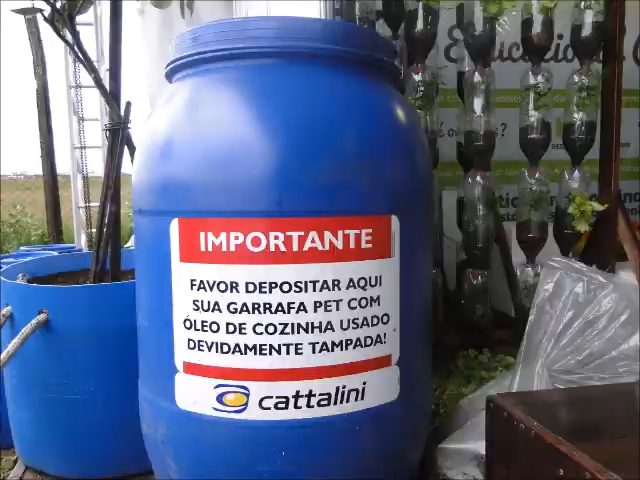 IMPORTANTE
FAVOR DEPOSITAR AQUI
SUA GARRAFA PET COM
ÓLEO DE COZINHA USADO
DEVIDAMENTE TAMPADA!
cattalini